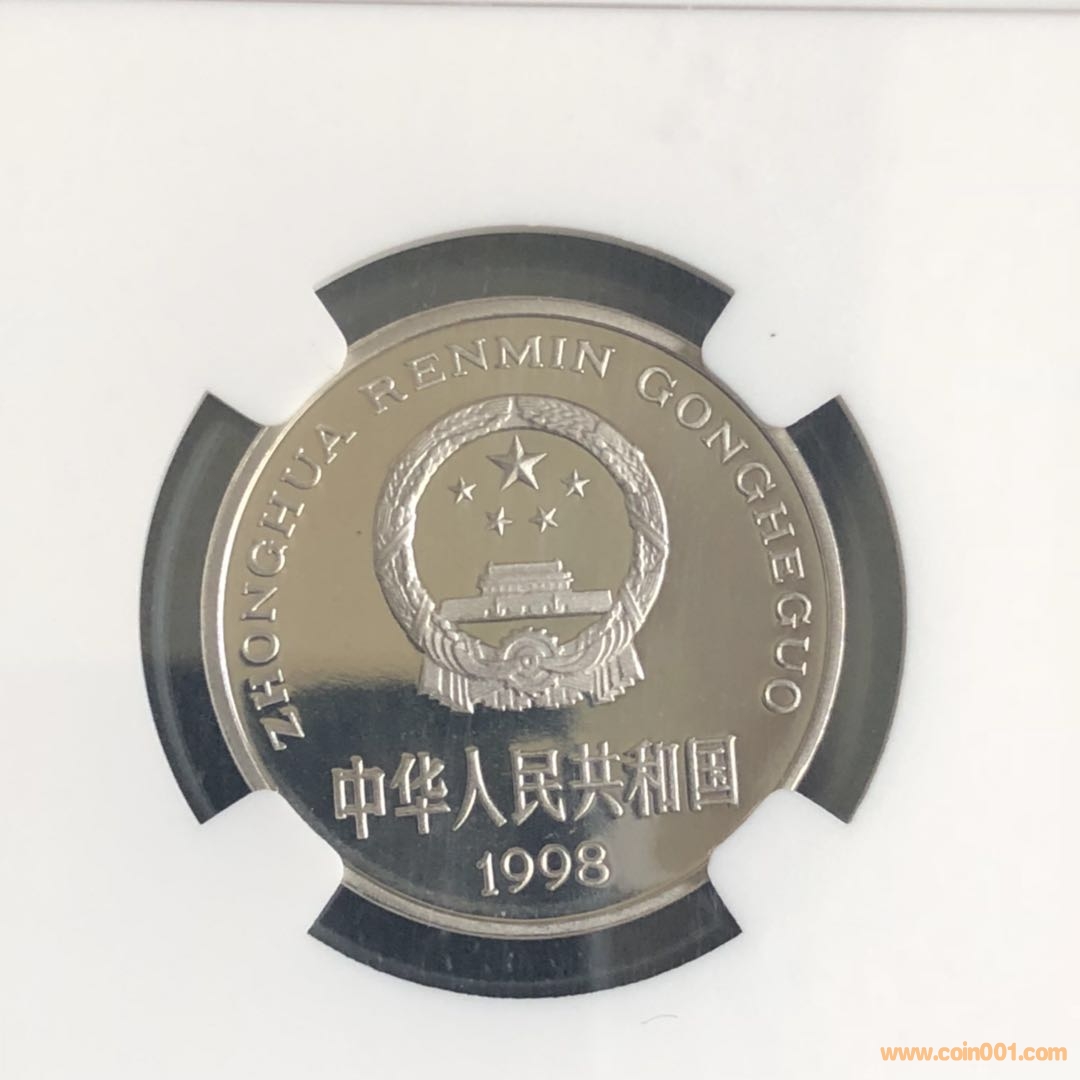 ZHONGHUA RENMIN GONGHEGUO
中华人民共和国
1998
www.coin001.com